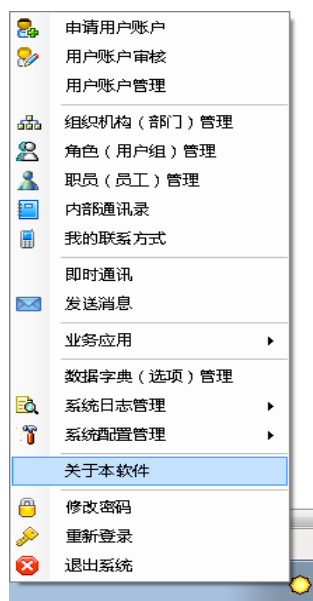 申请用户账户
用户账户审核
用户账户管理
组织机构（部门）管理
角色（用户组）管理
职员（员工）管理
内部通讯录
我的联系方式
即时通讯
发送消息
业务应用
数据字典（选项）管理
系统日志管理
系统配置管理
关于本软件
修改密码
重新登录
退出系统